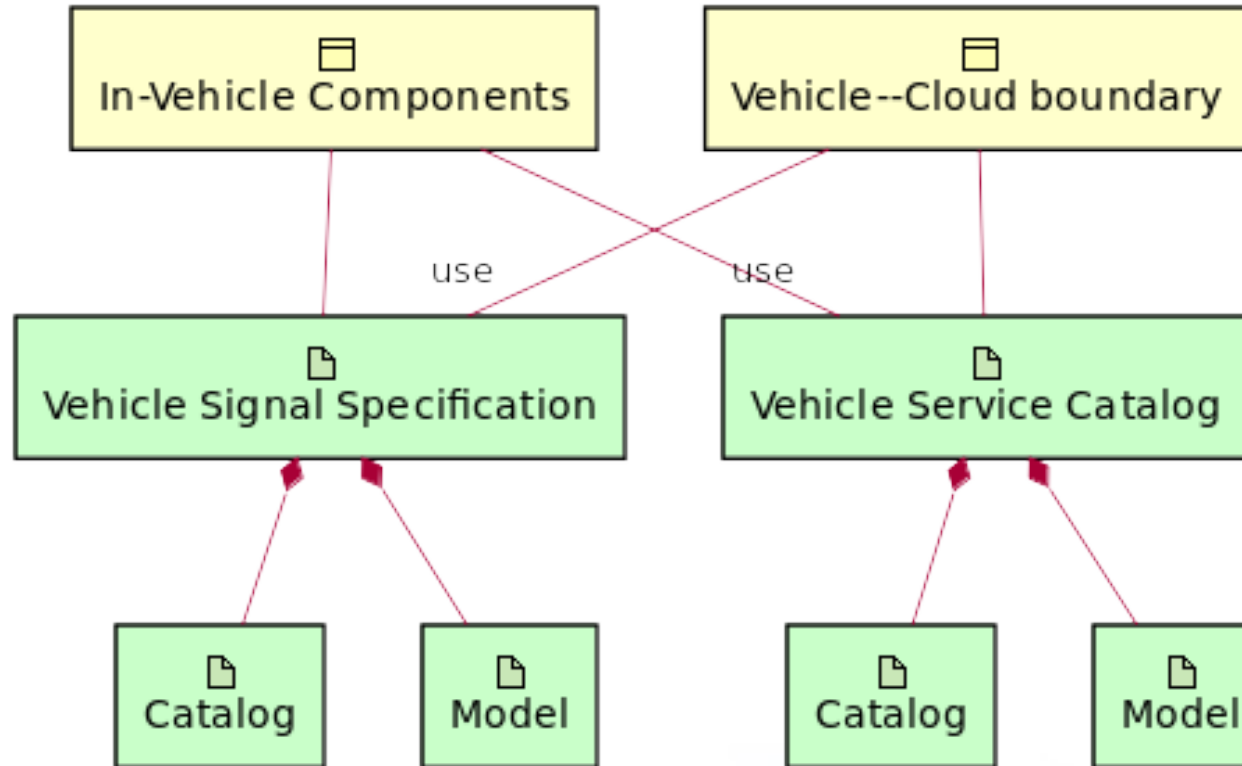 In-Vehicle Components
Vehicle--Cloud boundary
use
use
Vehicle Signal Specification
Vehicle Service Catalog
Catalog
Model
Catalog
Model